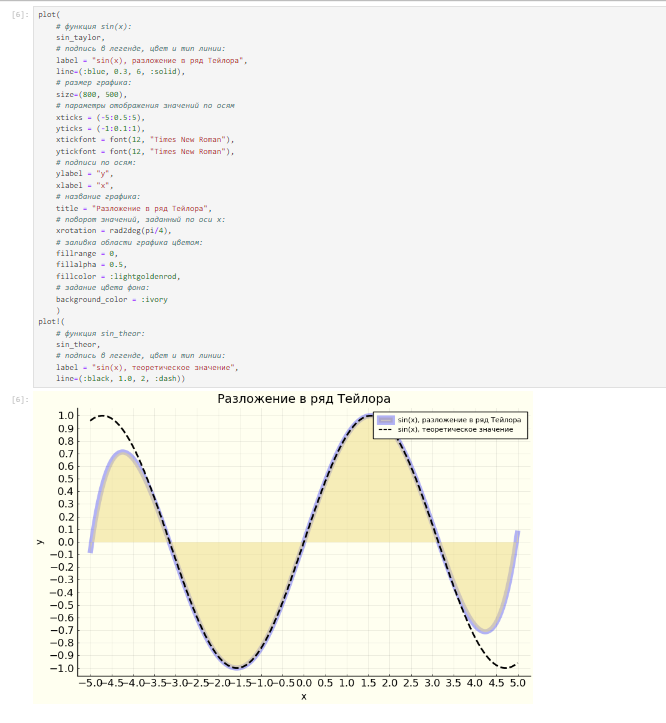 [6]:
plot(
# функция sin(x):
sin_taylor,
# подпись в легенде, цвет и тип линии:
label = "sin(x), разложение в ряд Тейлора",
line=(:blue, 0.3, 6, :solid),
# размер графика:
size=(800, 500),
# параметры отображения значений по осям
xticks = (-5:0.5:5),
yticks = (-1:0.1:1),
xtickfont = font(12, "Times New Roman"),
ytickfont = font(12, "Times New Roman"),
# подписи по осям:
ylabel = "y",
xlabel = "x",
# название графика:
title = "Разложение в ряд Тейлора",
# поворот значений, заданный по оси x:
xrotation = rad2deg(pi/4),
# заливка области графика цветом:
fillrange = 0,
fillalpha = 0.5,
fillcolor = :lightgoldenrod,
# задание цвета фона:
background_color = :ivory
)
plot!(
# функция sin_theor:
sin_theor,
# подпись в легенде, цвет и тип линии:
label = "sin(x), теоретическое значение",
line=(:black, 1.0, 2, :dash))
[6]:
Разложение в ряд Тейлора
sin(x), разложение в ряд Тейлора
sin(x), теоретическое значение
1.0
0.9
0.8
0.7
0.6
0.5
0.4
0.3
0.2
0.1
0.0
−0.1
−0.2
−0.3
−0.4
−0.5
−0.6
−0.7
−0.8
−0.9
−1.0
y
−5.0 −4.5 −4.0 −3.5 −3.0 −2.5 −2.0 −1.5 −1.0 −0.5 0.0 0.5 1.0 1.5 2.0 2.5 3.0 3.5 4.0 4.5 5.0
x